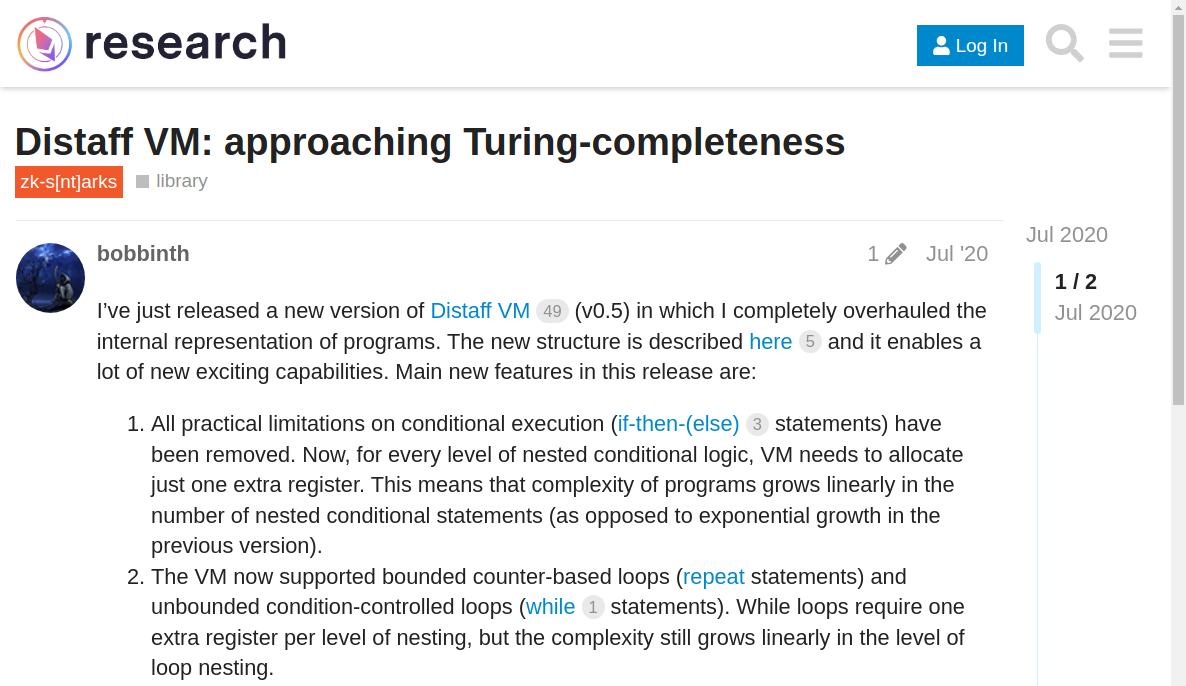 research
Log In
Distaff VM: approaching Turing-completeness
zk-s[nt]arks library
Jul 2020
bobbinth 1 Jul '20
1 / 2
Jul 2020
I’ve just released a new version of Distaff VM 49 (v0.5) in which I completely overhauled the
internal representation of programs. The new structure is described here 5 and it enables a
lot of new exciting capabilities. Main new features in this release are:
1. All practical limitations on conditional execution (if-then-(else) 3 statements) have
been removed. Now, for every level of nested conditional logic, VM needs to allocate
just one extra register. This means that complexity of programs grows linearly in the
number of nested conditional statements (as opposed to exponential growth in the
previous version).
2. The VM now supported bounded counter-based loops (repeat statements) and
unbounded condition-controlled loops (while 1 statements). While loops require one
extra register per level of nesting, but the complexity still grows linearly in the level of
loop nesting.